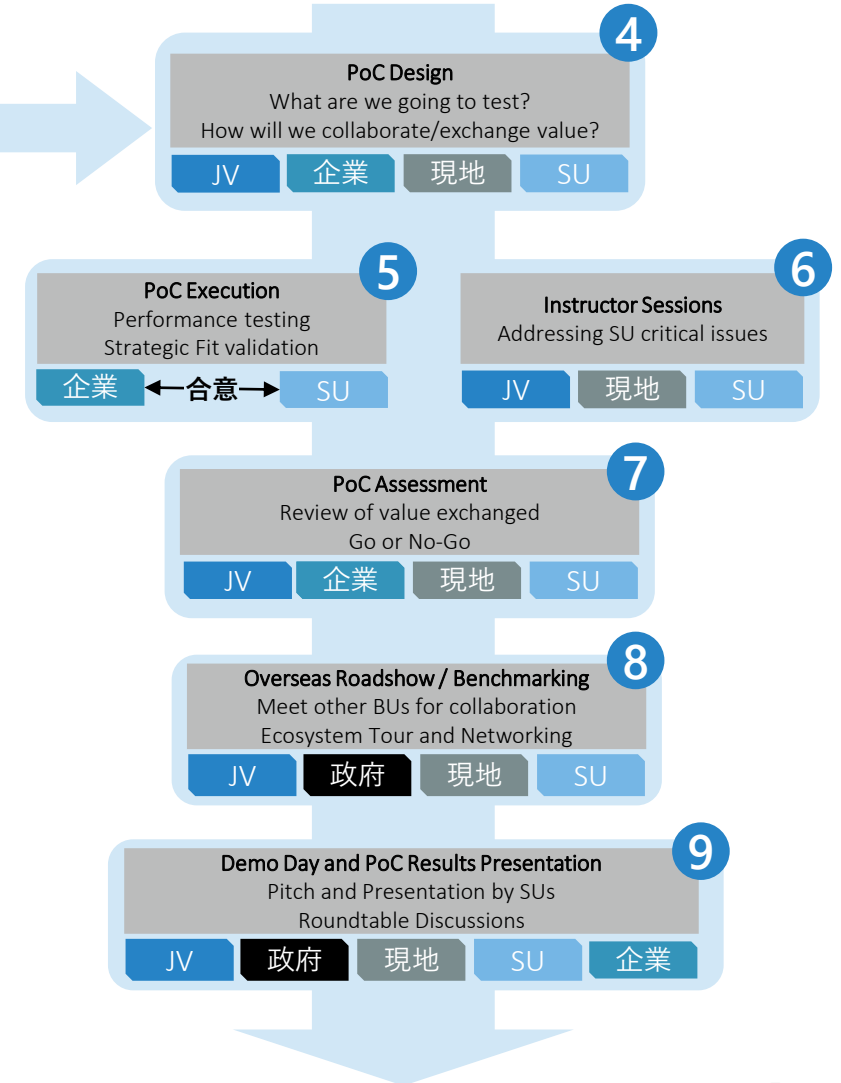 4
PoC Design
What are we going to test?
How will we collaborate/exchange value?
JV 企業 現地 SU
5
PoC Execution
Performance testing
Strategic Fit validation
企業 合意 SU
6
Instructor Sessions
Addressing SU critical issues
JV 現地 SU
7
PoC Assessment
Review of value exchanged
Go or No-Go
JV 企業 現地 SU
8
Overseas Roadshow / Benchmarking
Meet other BUs for collaboration
Ecosystem Tour and Networking
JV 政府 現地 SU
9
Demo Day and PoC Results Presentation
Pitch and Presentation by SUs
Roundtable Discussions
JV 政府 現地 SU 企業